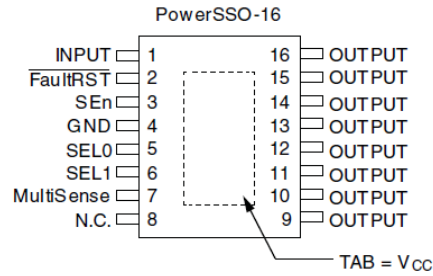 PowerSSO-16
INPUT 1 16 OUTPUT
FaultRST 2 15 OUTPUT
SEn 3 14 OUTPUT
GND 4 13 OUTPUT
SEL0 5 12 OUTPUT
SEL1 6 11 OUTPUT
MultiSense 7 10 OUTPUT
N.C. 8 9 OUTPUT
TAB = VCC